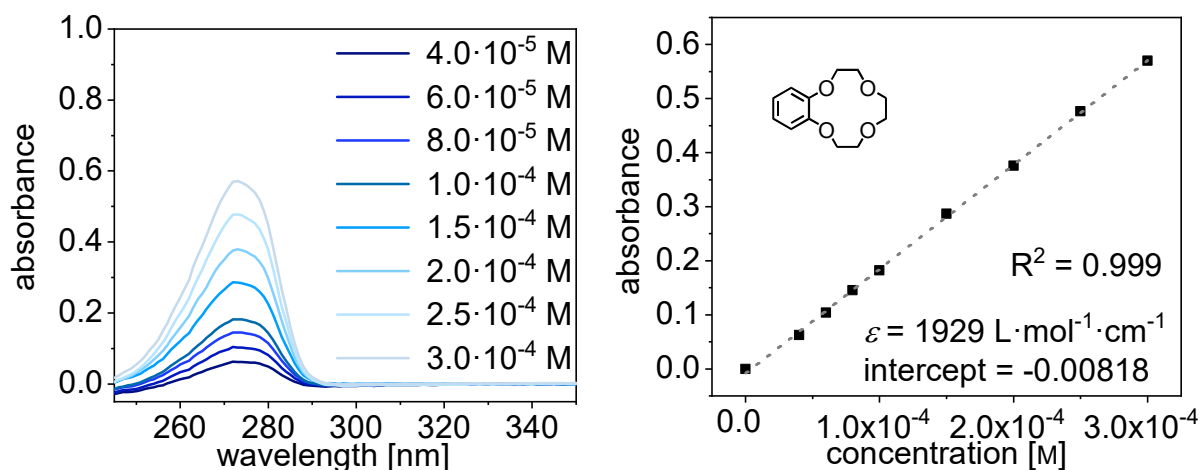 1.0
0.8
0.6
0.4
0.2
0.0
absorbance
260
280
300
320
340
wavelength [nm]
4.0·10⁻⁵ M
6.0·10⁻⁵ M
8.0·10⁻⁵ M
1.0·10⁻⁴ M
1.5·10⁻⁴ M
2.0·10⁻⁴ M
2.5·10⁻⁴ M
3.0·10⁻⁴ M
0.6
0.5
0.4
0.3
0.2
0.1
0.0
absorbance
O
O
O
O
R² = 0.999
ε = 1929 L·mol⁻¹·cm⁻¹
intercept = -0.00818
0.0
1.0x10⁻⁴
2.0x10⁻⁴
3.0x10⁻⁴
concentration [M]